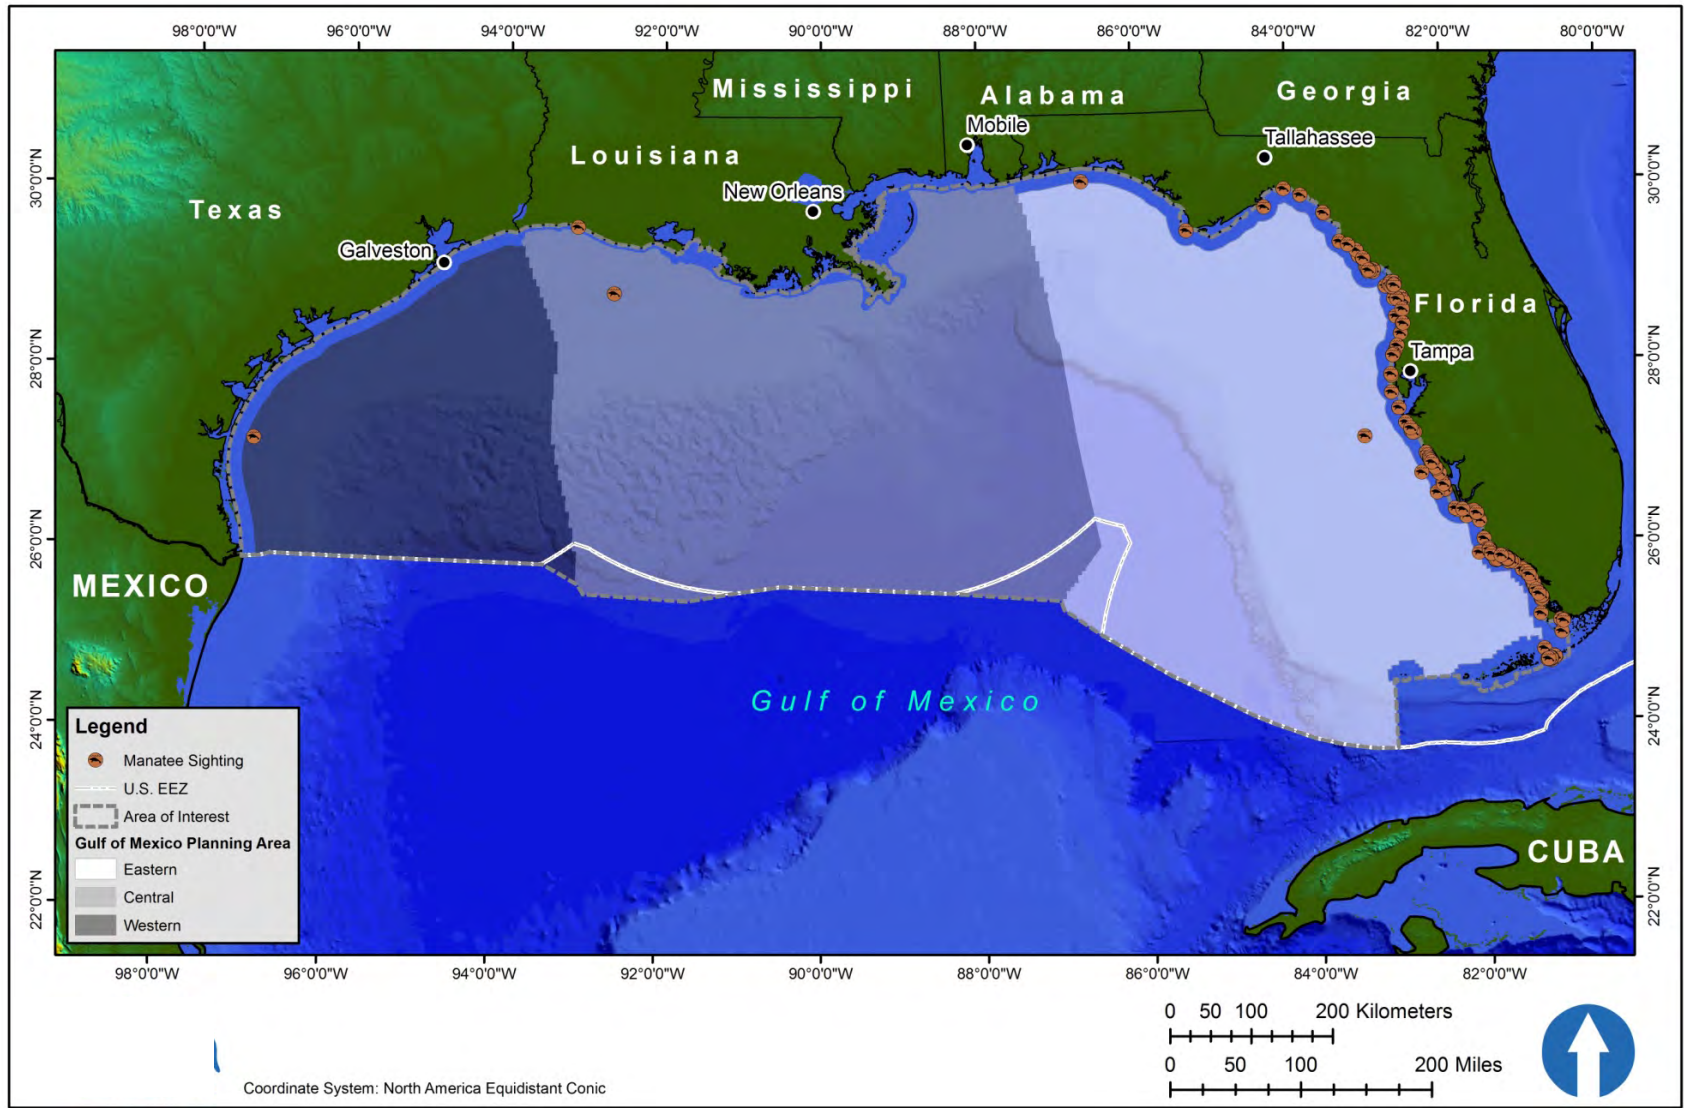 98°0'0"W 96°0'0"W 94°0'0"W 92°0'0"W 90°0'0"W 88°0'0"W 86°0'0"W 84°0'0"W 82°0'0"W 80°0'0"W
Mississippi
Alabama
Georgia
Mobile
Tallahassee
Louisiana
New Orleans
Texas
Galveston
Florida
Tampa
30°0'0"N
30°0'0"N
28°0'0"N
28°0'0"N
26°0'0"N
26°0'0"N
24°0'0"N
24°0'0"N
22°0'0"N
22°0'0"N
MEXICO
Gulf of Mexico
CUBA
Legend
Manatee Sighting
U.S. EEZ
Area of Interest
Gulf of Mexico Planning Area
Eastern
Central
Western
98°0'0"W 96°0'0"W 94°0'0"W 92°0'0"W 90°0'0"W 88°0'0"W 86°0'0"W 84°0'0"W 82°0'0"W
0 50 100 200 Kilometers
0 50 100 200 Miles
Coordinate System: North America Equidistant Conic